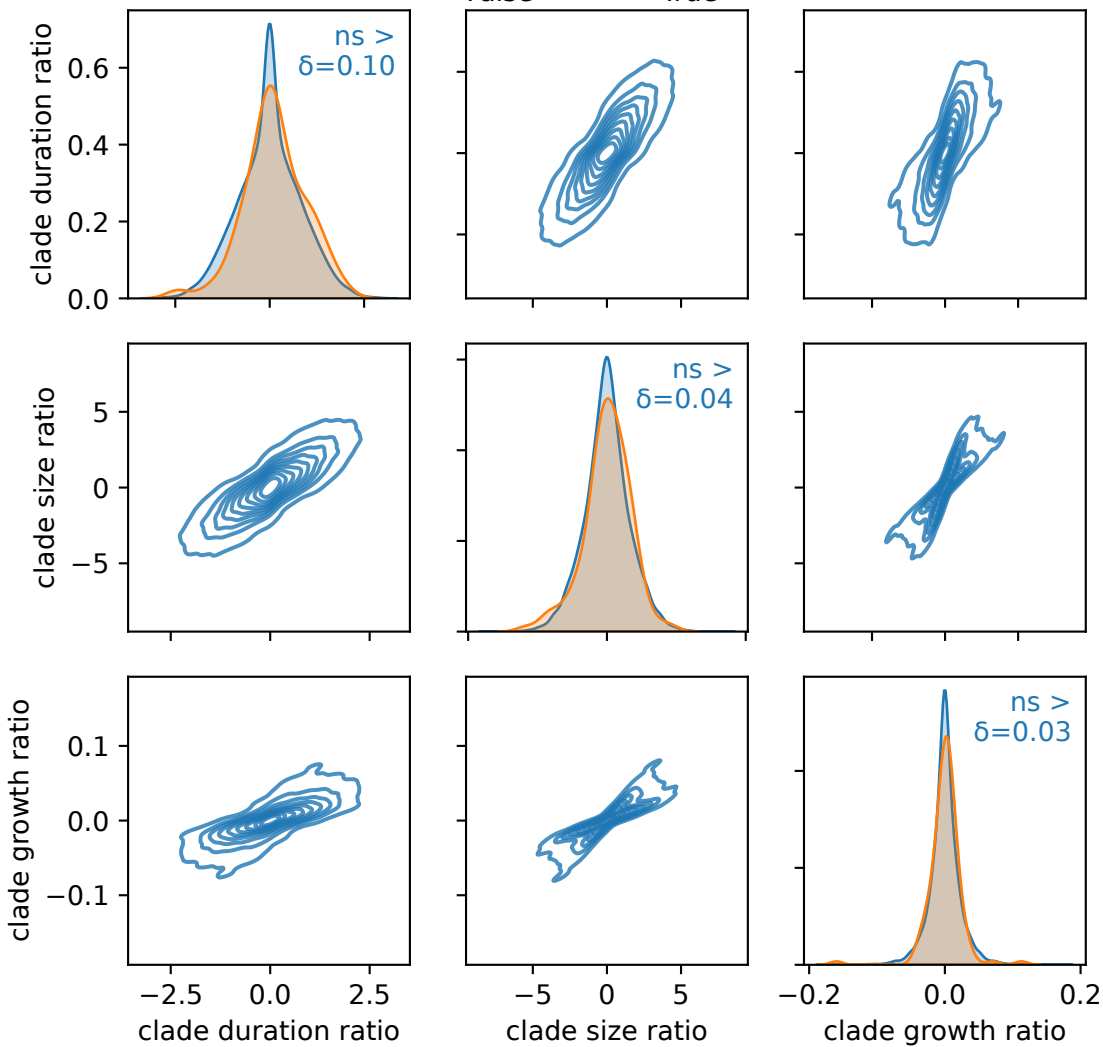 clade duration ratio
0.6
0.4
0.2
0.0
ns >
δ=0.10
clade size ratio
5
0
−5
ns >
δ=0.04
clade growth ratio
0.1
0.0
−0.1
ns >
δ=0.03
−2.5 0.0 2.5
−5 0 5
−0.2 0.0 0.2
clade duration ratio
clade size ratio
clade growth ratio